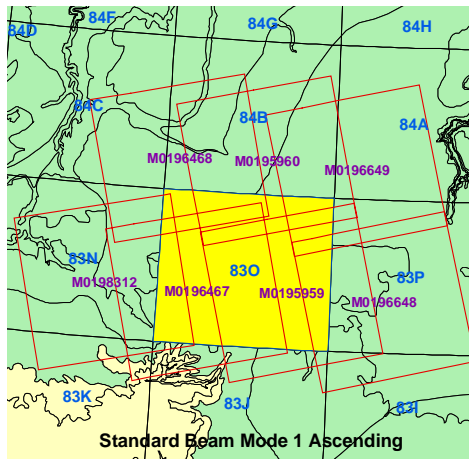 84F
84G
84H
84D
84C
84B
84A
M0196468
M0195960
M0196649
83N
83O
83P
M0198312
M0196467
M0195959
M0196648
83K
83J
83I
Standard Beam Mode 1 Ascending